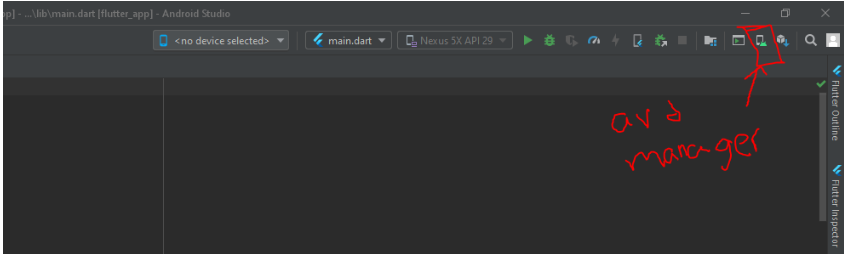 op] - ...\lib\main.dart [flutter_app] - Android Studio
<no device selected>
main.dart
Nexus 5X API 29
avd
manager
Flutter Outline
Flutter Inspector